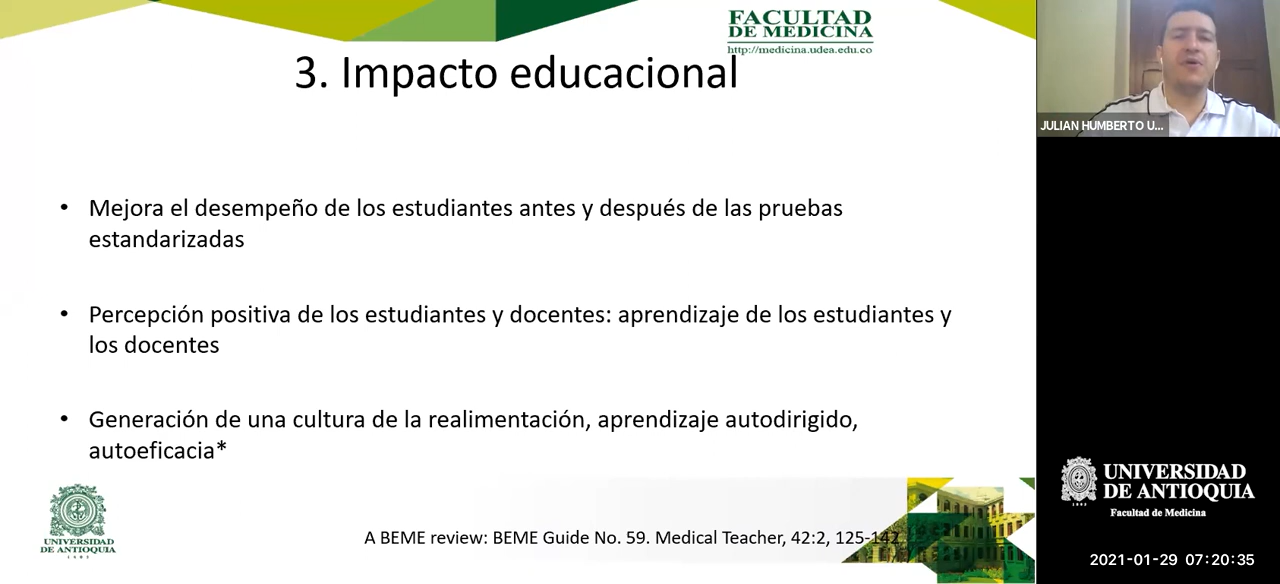 FACULTAD
DE MEDICINA
http://medicina.udea.edu.co
3. Impacto educacional
• Mejora el desempeño de los estudiantes antes y después de las pruebas
estandarizadas
• Percepción positiva de los estudiantes y docentes: aprendizaje de los estudiantes y
los docentes
• Generación de una cultura de la realimentación, aprendizaje autodirigido,
autoeficacia*
A BEME review: BEME Guide No. 59. Medical Teacher, 42:2, 125-142
UNIVERSIDAD
DE ANTIOQUIA
1803
JULIAN HUMBERTO U...
UNIVERSIDAD
DE ANTIOQUIA
1803
Facultad de Medicina
2021-01-29 07:20:35